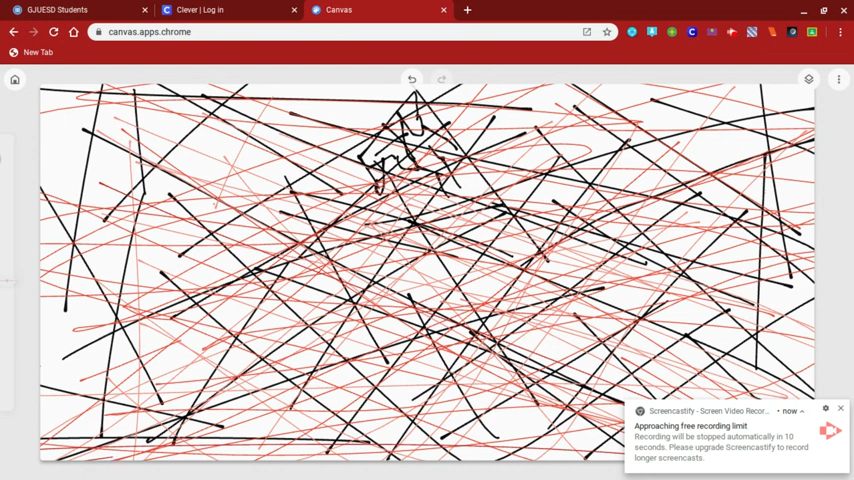 GJUESD Students
Clever | Log in
Canvas
canvas.apps.chrome
New Tab
Screencastify - Screen Video Recor... • now
Approaching free recording limit
Recording will be stopped automatically in 10
seconds. Please upgrade Screencastify to record
longer screencasts.